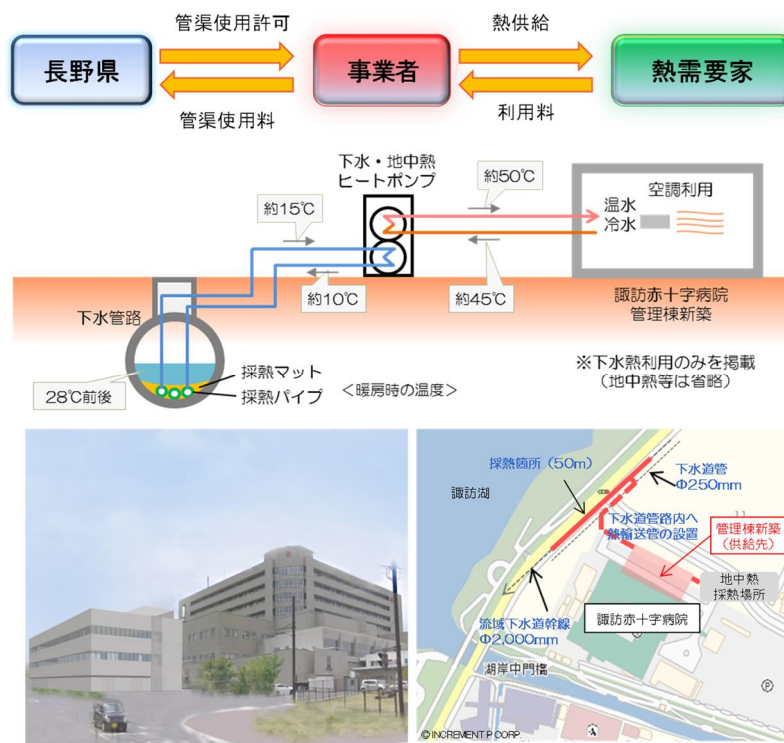 管渠使用許可
熱供給
長野県
事業者
熱需要家
管渠使用料
利用料
下水・地中熱
ヒートポンプ
約50℃
空調利用
温水
冷水
約15℃
約10℃
約45℃
諏訪赤十字病院
管理棟新築
下水管路
採熱マット
採熱パイプ
28℃前後
<暖房時の温度>
※下水熱利用のみを掲載
(地中熱等は省略)
採熱箇所(50m)
下水道管
Φ250mm
諏訪湖
下水道管路内へ
熱輸送管の設置
管理棟新築
(供給先)
地中熱
採熱場所
諏訪赤十字病院
流域下水道幹線
Φ2,000mm
湖岸中門橋
© INCREMENT P CORP.